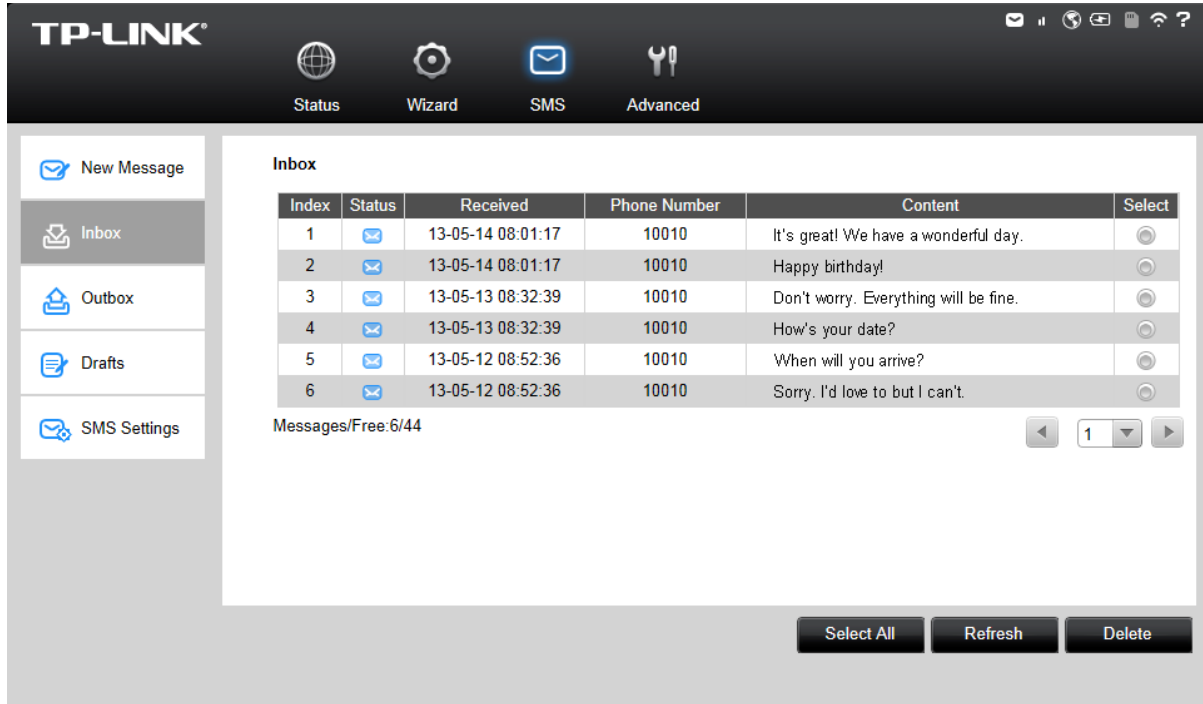 TP-LINK®
Status Wizard SMS Advanced
New Message
Inbox
Outbox
Drafts
SMS Settings
Inbox
Index Status Received Phone Number Content Select
1 13-05-14 08:01:17 10010 It's great! We have a wonderful day.
2 13-05-14 08:01:17 10010 Happy birthday!
3 13-05-13 08:32:39 10010 Don't worry. Everything will be fine.
4 13-05-13 08:32:39 10010 How's your date?
5 13-05-12 08:52:36 10010 When will you arrive?
6 13-05-12 08:52:36 10010 Sorry. I'd love to but I can't.
Messages/Free:6/44
1
Select All Refresh Delete